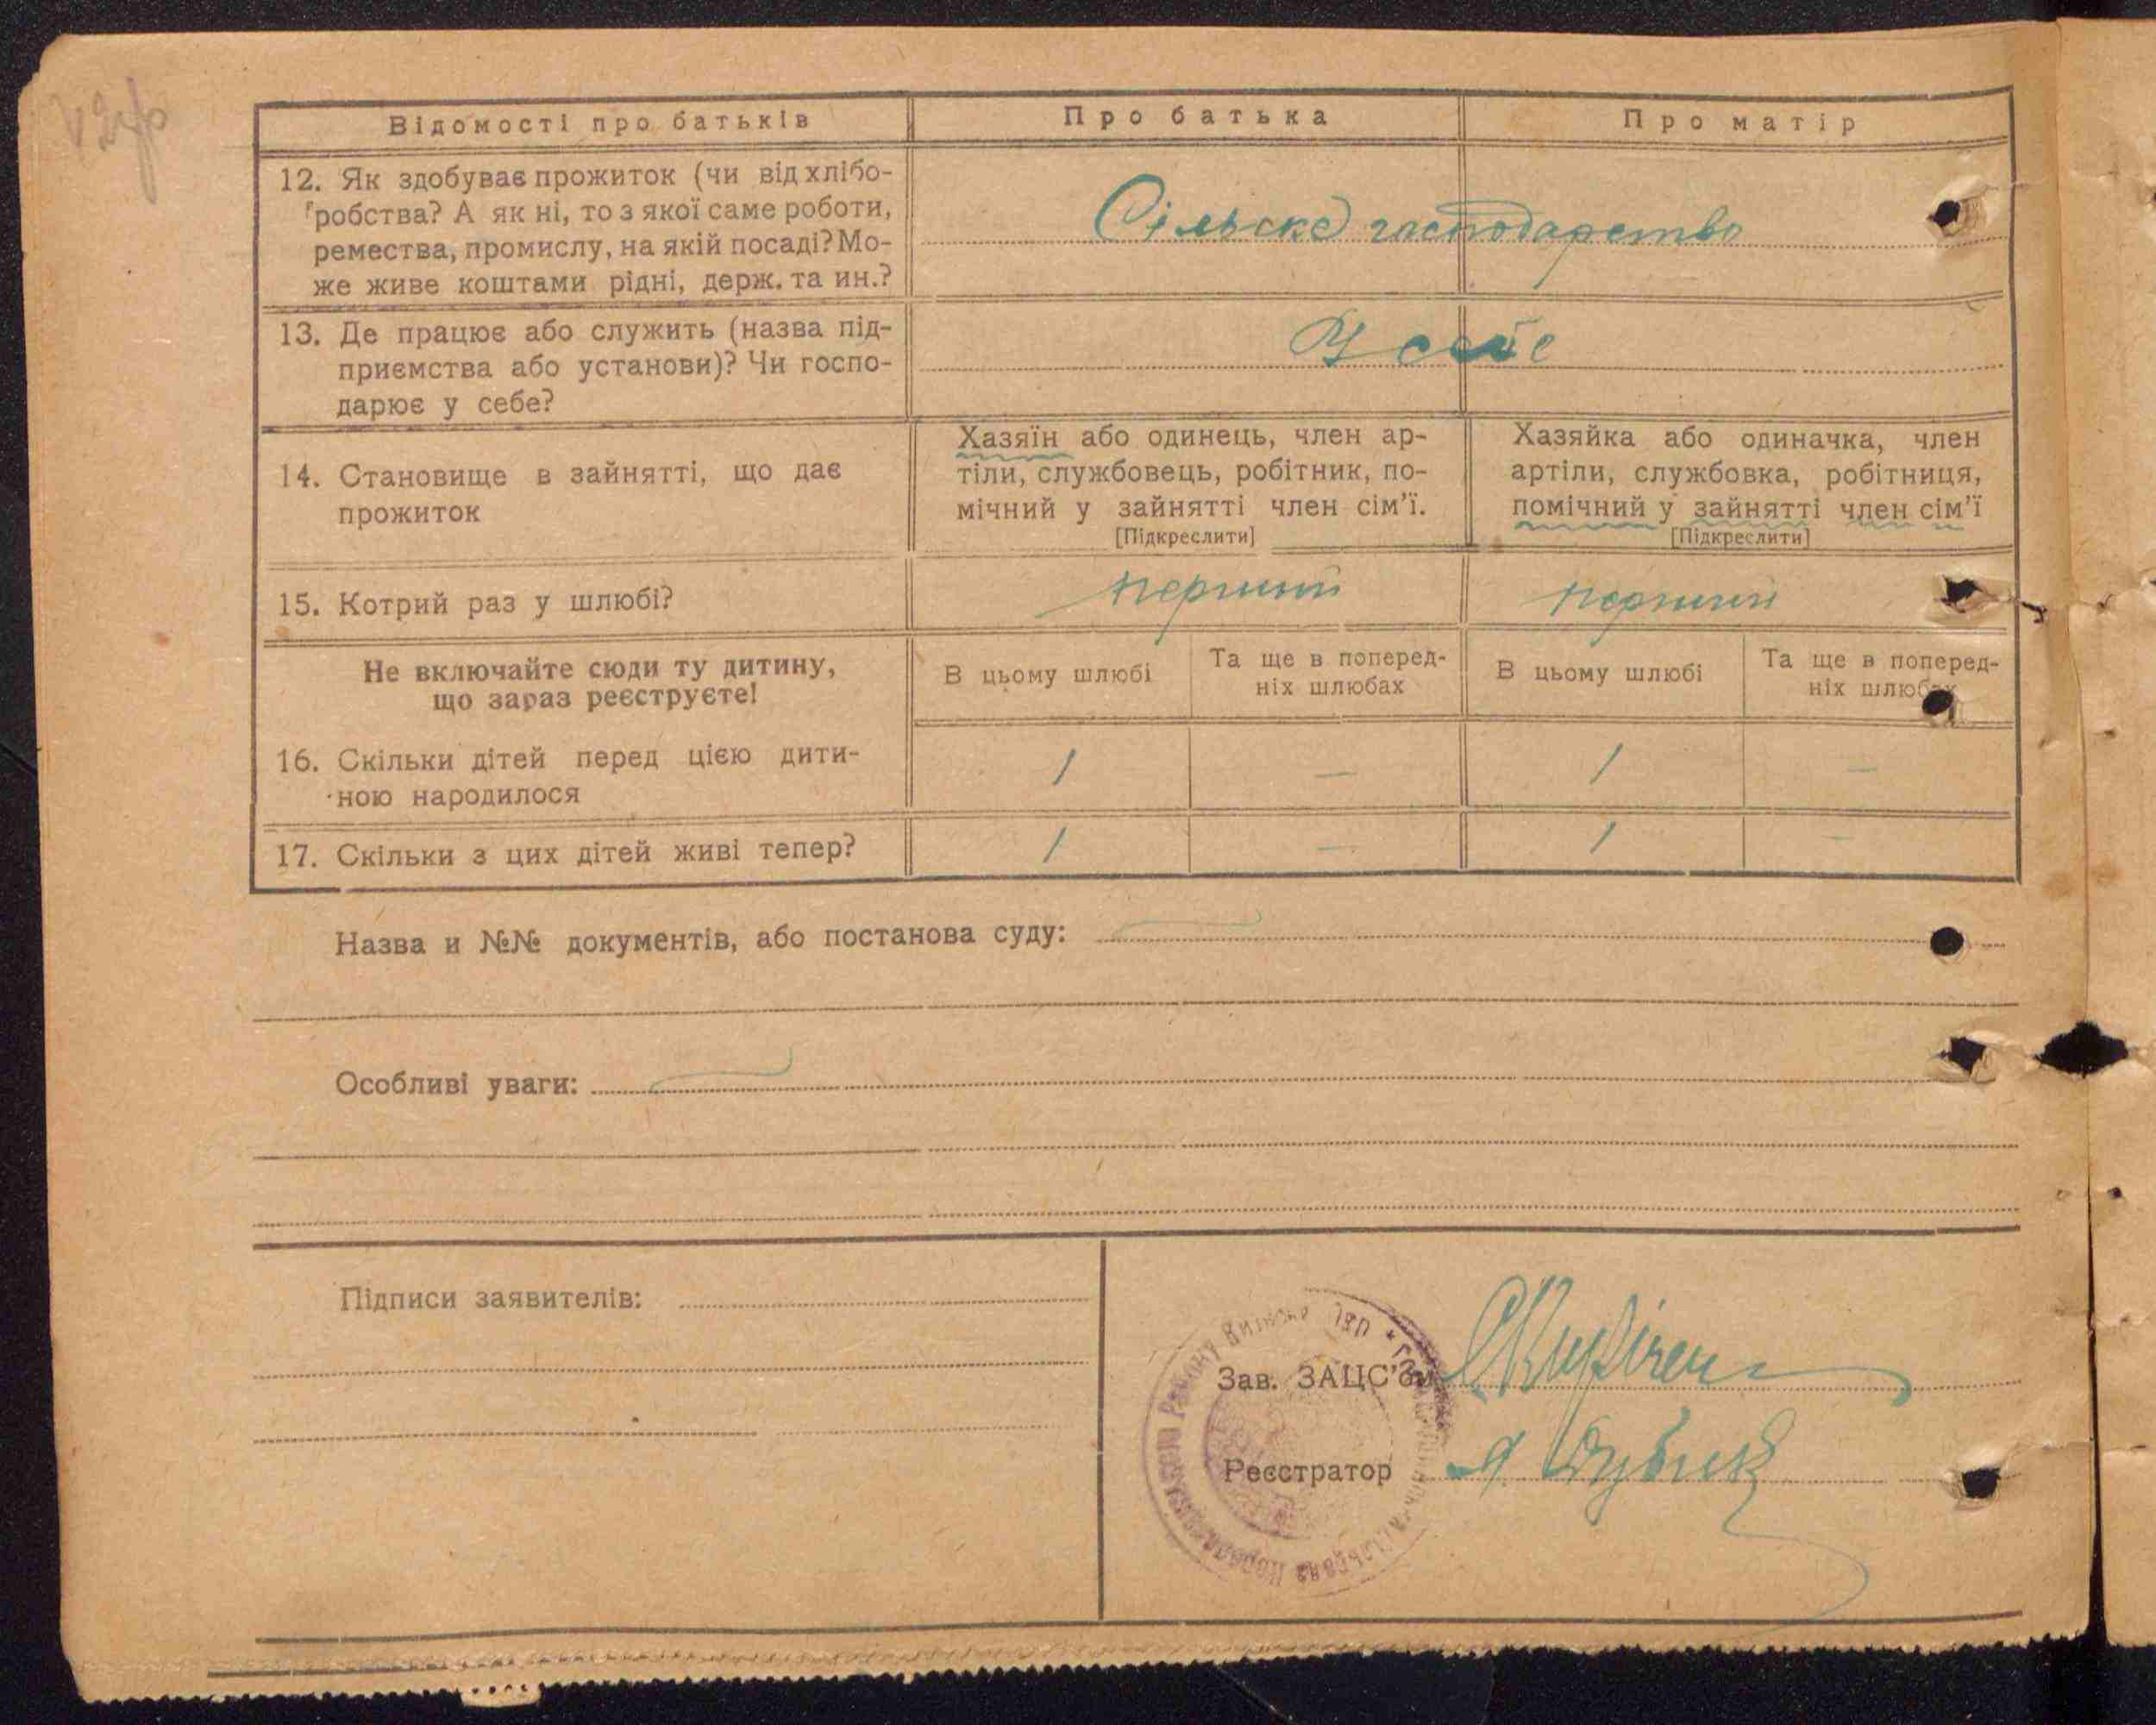 Відомості про батьків Про батька Про матір
12. Як здобуває прожиток (чи від хлібо-
робства? А як ні, то з якої саме роботи,
ремества, промислу, на якій посаді? Мо-
же живе коштами рідні, держ. та ин.?
Сільске господарство
13. Де працює або служить (назва під-
приємства або установи)? Чи госпо-
дарює у себе?
У себе
14. Становище в зайнятті, що дає
прожиток
Хазяїн або одинець, член ар-
тіли, службовець, робітник, по-
мічний у зайнятті член сім'ї.
[Підкреслити]
Хазяйка або одиначка, член
артіли, службовка, робітниця,
помічний у зайнятті член сім'ї
[Підкреслити]
15. Котрий раз у шлюбі? перший перший
Не включайте сюди ту дитину,
що зараз реєструєте!
В цьому шлюбі
Та ще в поперед-
ніх шлюбах
В цьому шлюбі
Та ще в поперед-
ніх шлюбах
16. Скільки дітей перед цією дити-
ною народилося
1 — 1 —
17. Скільки з цих дітей живі тепер? 1 — 1 —
Назва и №№ документів, або постанова суду:
Особливі уваги:
Підписи заявителів:
Зав. ЗАЦС'ом
Реєстратор